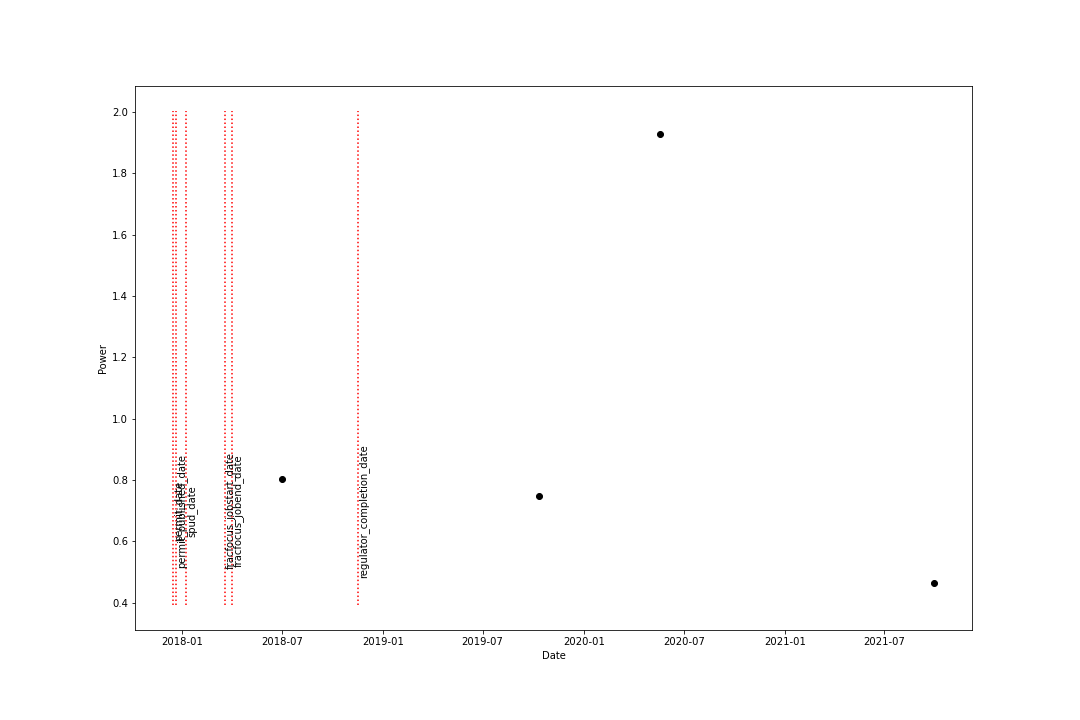 2.0
1.8
1.6
1.4
1.2
1.0
0.8
0.6
0.4
Power
spud_date
fracfocus_jobstart_date
fracfocus_jobend_date
regulator_completion_date
2018-01
2018-07
2019-01
2019-07
2020-01
2020-07
2021-01
2021-07
Date